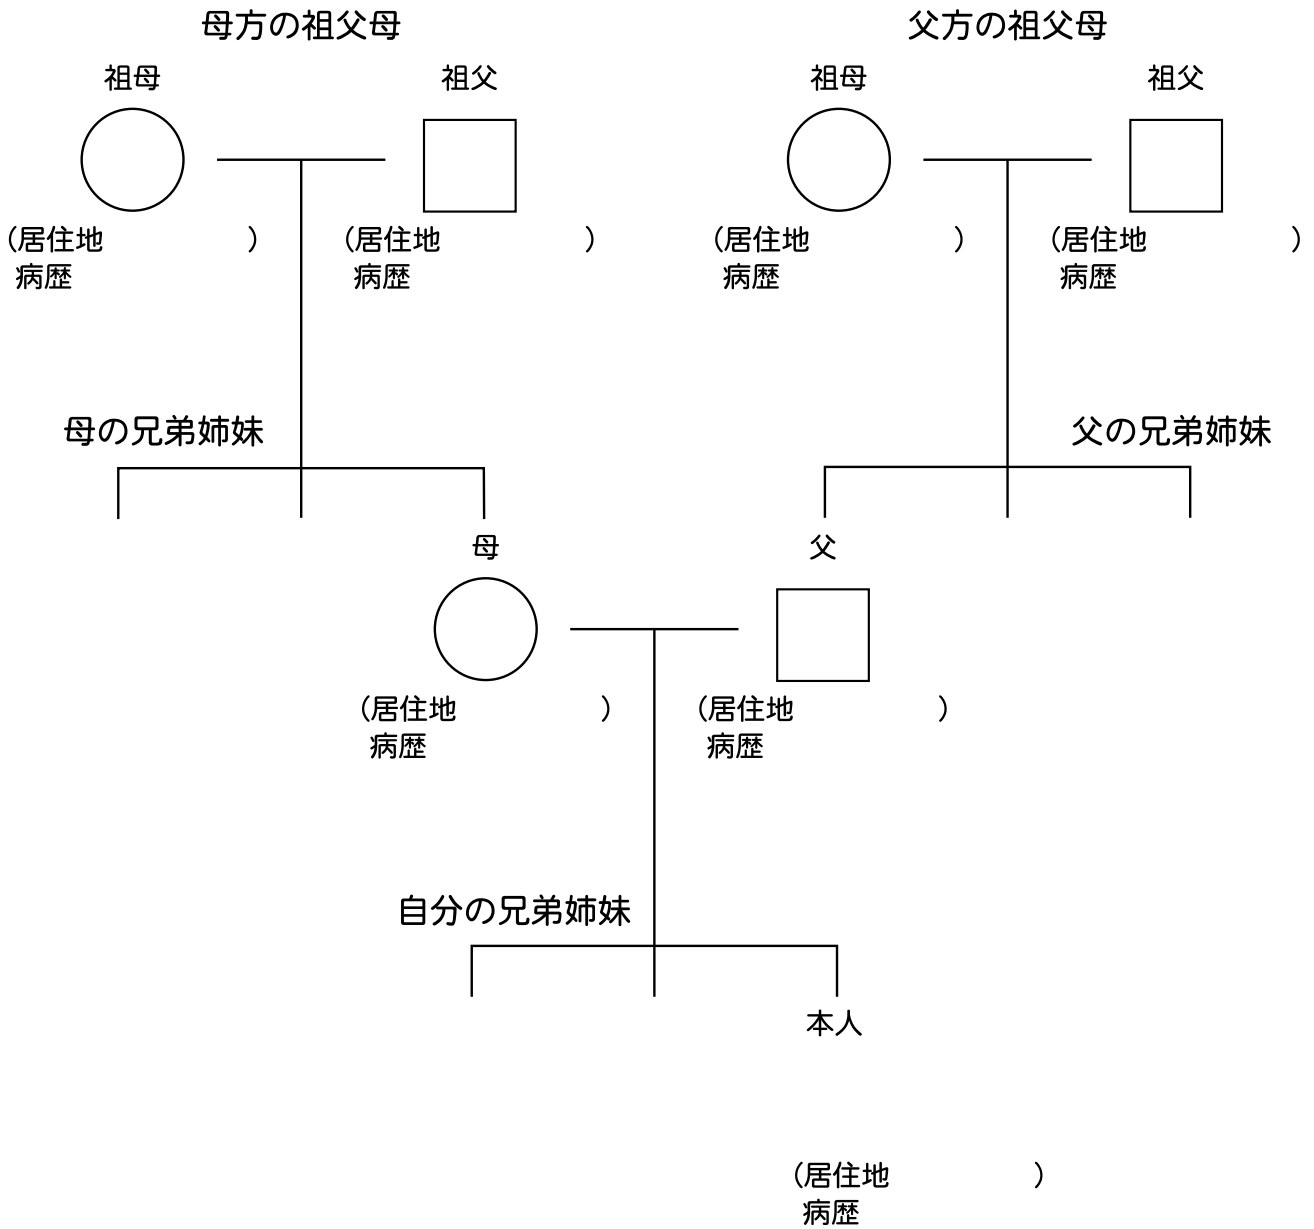 母方の祖父母 父方の祖父母
祖母 祖父 祖母 祖父
（居住地 ） （居住地 ） （居住地 ） （居住地 ）
病歴 病歴 病歴 病歴
母の兄弟姉妹 父の兄弟姉妹
母 父
（居住地 ） （居住地 ）
病歴 病歴
自分の兄弟姉妹
本人
（居住地 ）
病歴